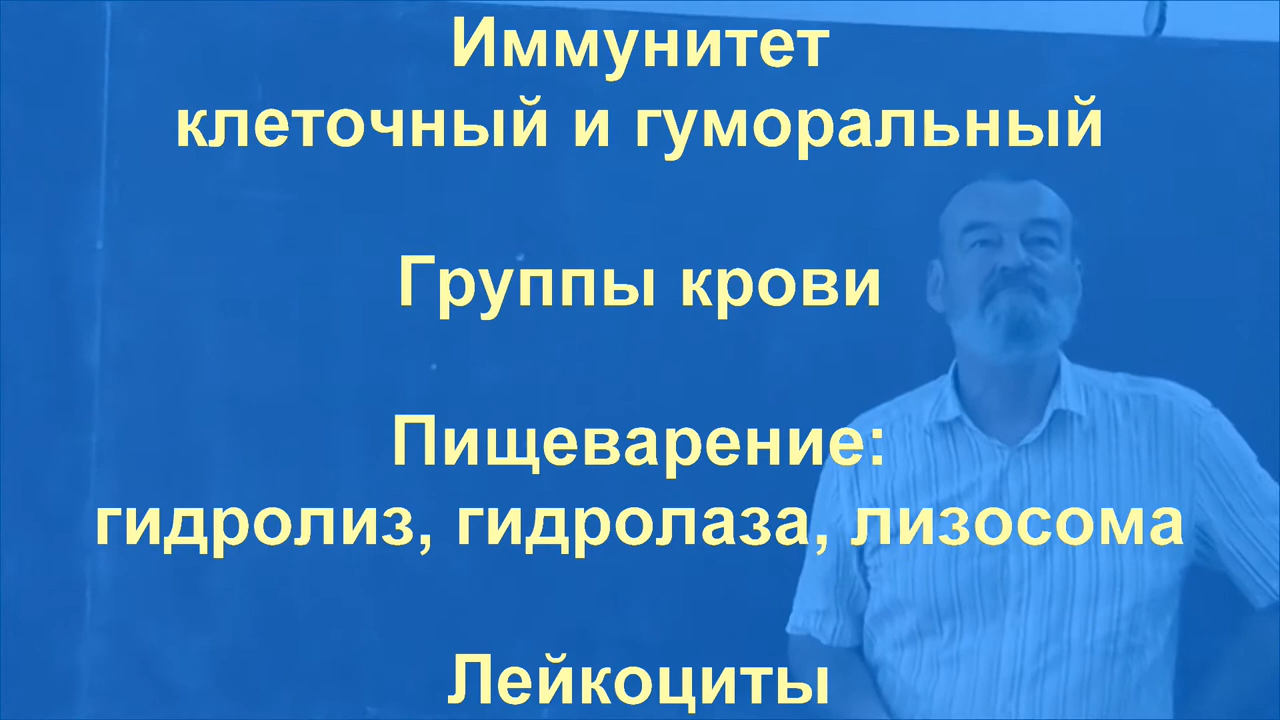 Иммунитет
клеточный и гуморальный
Группы крови
Пищеварение:
гидролиз, гидролаза, лизосома
Лейкоциты